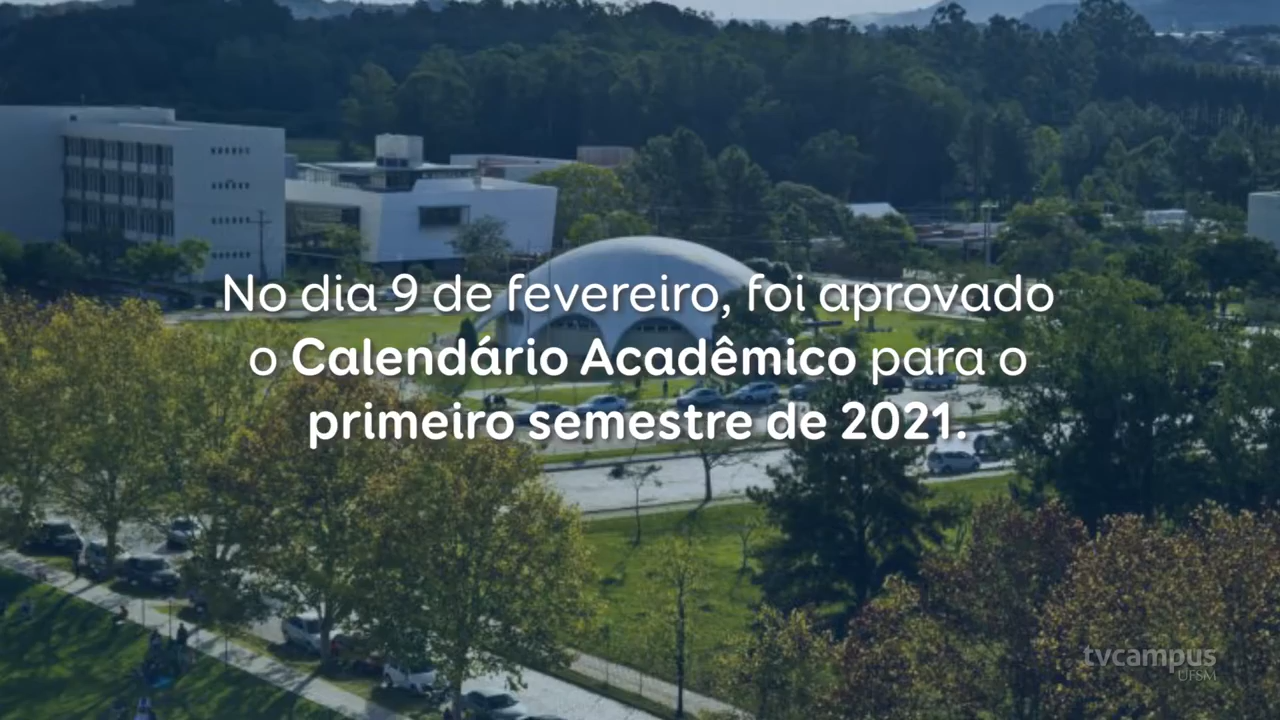 No dia 9 de fevereiro, foi aprovado
o Calendário Acadêmico para o
primeiro semestre de 2021.
tvcampus
UFSM